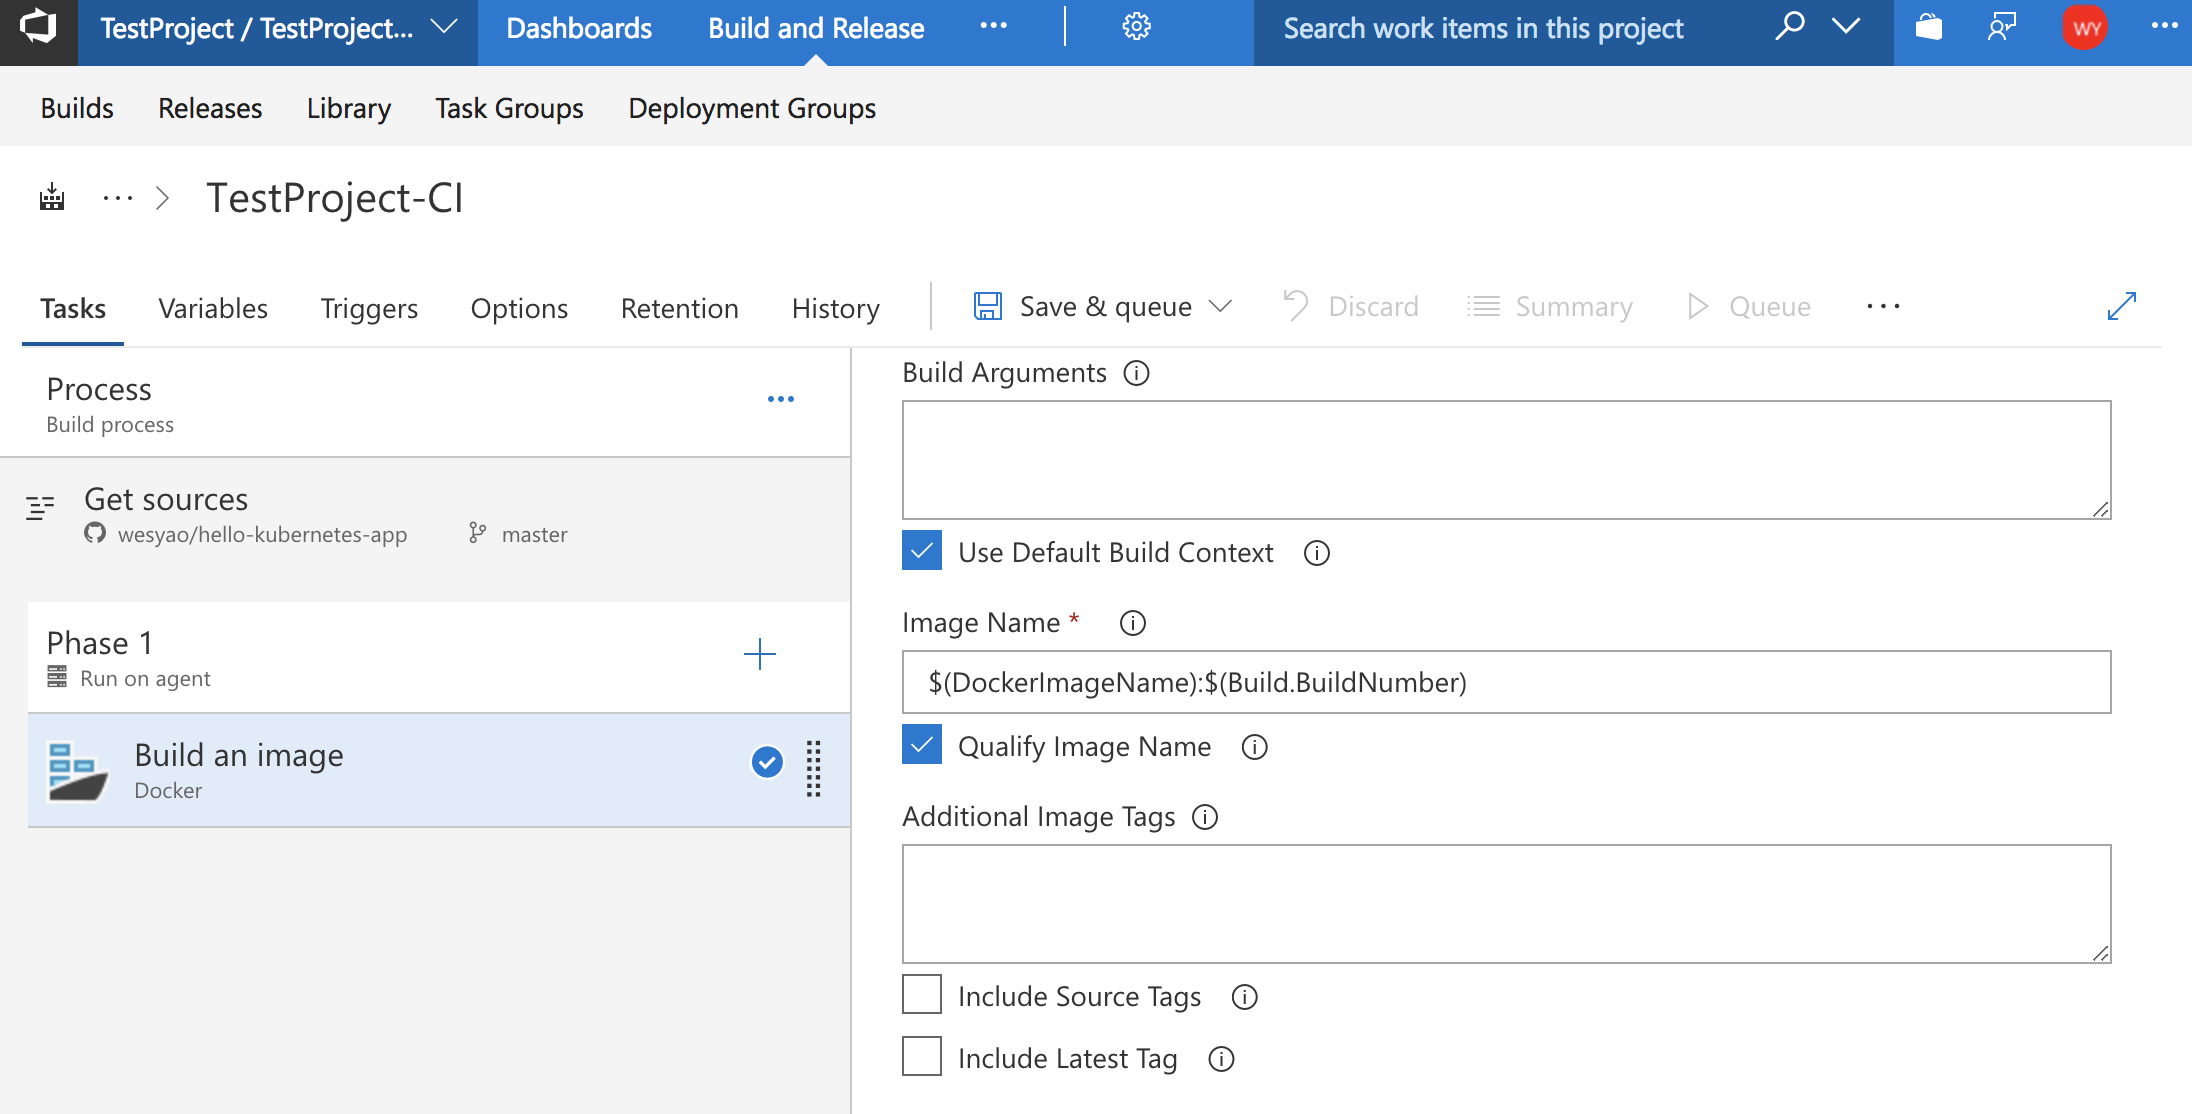 TestProject / TestProject... Dashboards Build and Release ... Search work items in this project WY ...
Builds Releases Library Task Groups Deployment Groups
... > TestProject-CI
Tasks Variables Triggers Options Retention History Save & queue Discard Summary Queue ...
Process
Build process
Get sources
wesyao/hello-kubernetes-app master
Phase 1
Run on agent
Build an image
Docker
Build Arguments
Use Default Build Context
Image Name *
$(DockerImageName):$(Build.BuildNumber)
Qualify Image Name
Additional Image Tags
Include Source Tags
Include Latest Tag